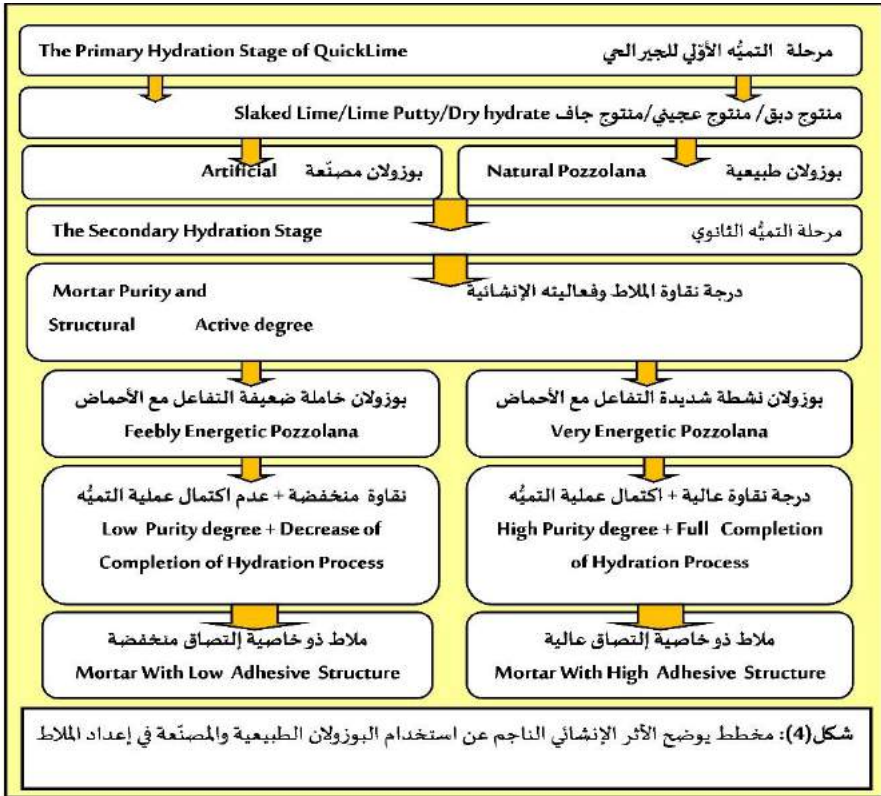 The Primary Hydration Stage of QuickLime مرحلة التميُّه الأوّلي للجير الحي
منتوج دبق/ منتوج عجيني/منتوج جاف Slaked Lime/Lime Putty/Dry hydrate
بوزولان طبيعية Natural Pozzolana
بوزولان مصنّعة Artificial
The Secondary Hydration Stage مرحلة التميُّه الثانوي
درجة نقاوة الملاط وفعاليته الإنشائية
Mortar Purity and
Structural Active degree
بوزولان نشطة شديدة التفاعل مع الأحماض
Very Energetic Pozzolana
بوزولان خاملة ضعيفة التفاعل مع الأحماض
Feebly Energetic Pozzolana
درجة نقاوة عالية + اكتمال عملية التميُّه
High Purity degree + Full Completion
of Hydration Process
نقاوة منخفضة + عدم اكتمال عملية التميُّه
Low Purity degree + Decrease of
Completion of Hydration Process
ملاط ذو خاصية إلتصاق عالية
Mortar With High Adhesive Structure
ملاط ذو خاصية إلتصاق منخفضة
Mortar With Low Adhesive Structure
شكل(4): مخطط يوضح الأثر الإنشائي الناجم عن استخدام البوزولان الطبيعية والمصنّعة في إعداد الملاط